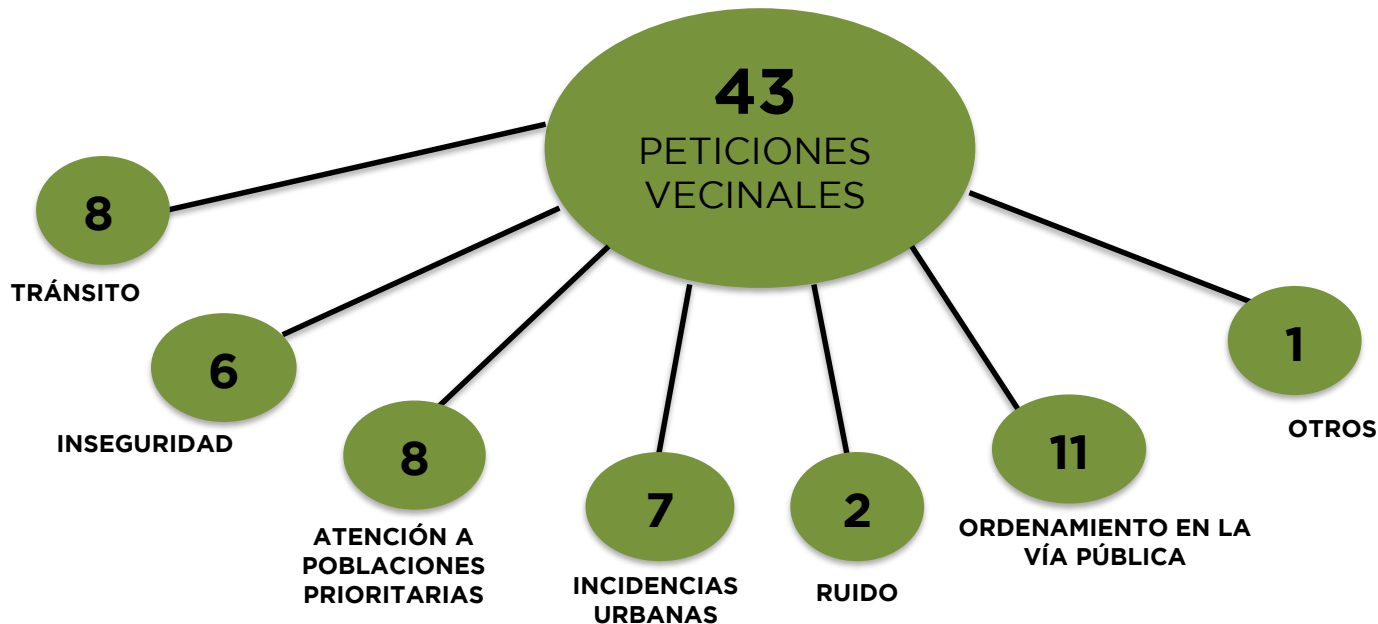 43
PETICIONES
VECINALES
8
TRÁNSITO
6
INSEGURIDAD
8
ATENCIÓN A
POBLACIONES
PRIORITARIAS
7
INCIDENCIAS
URBANAS
2
RUIDO
11
ORDENAMIENTO EN LA
VÍA PÚBLICA
1
OTROS